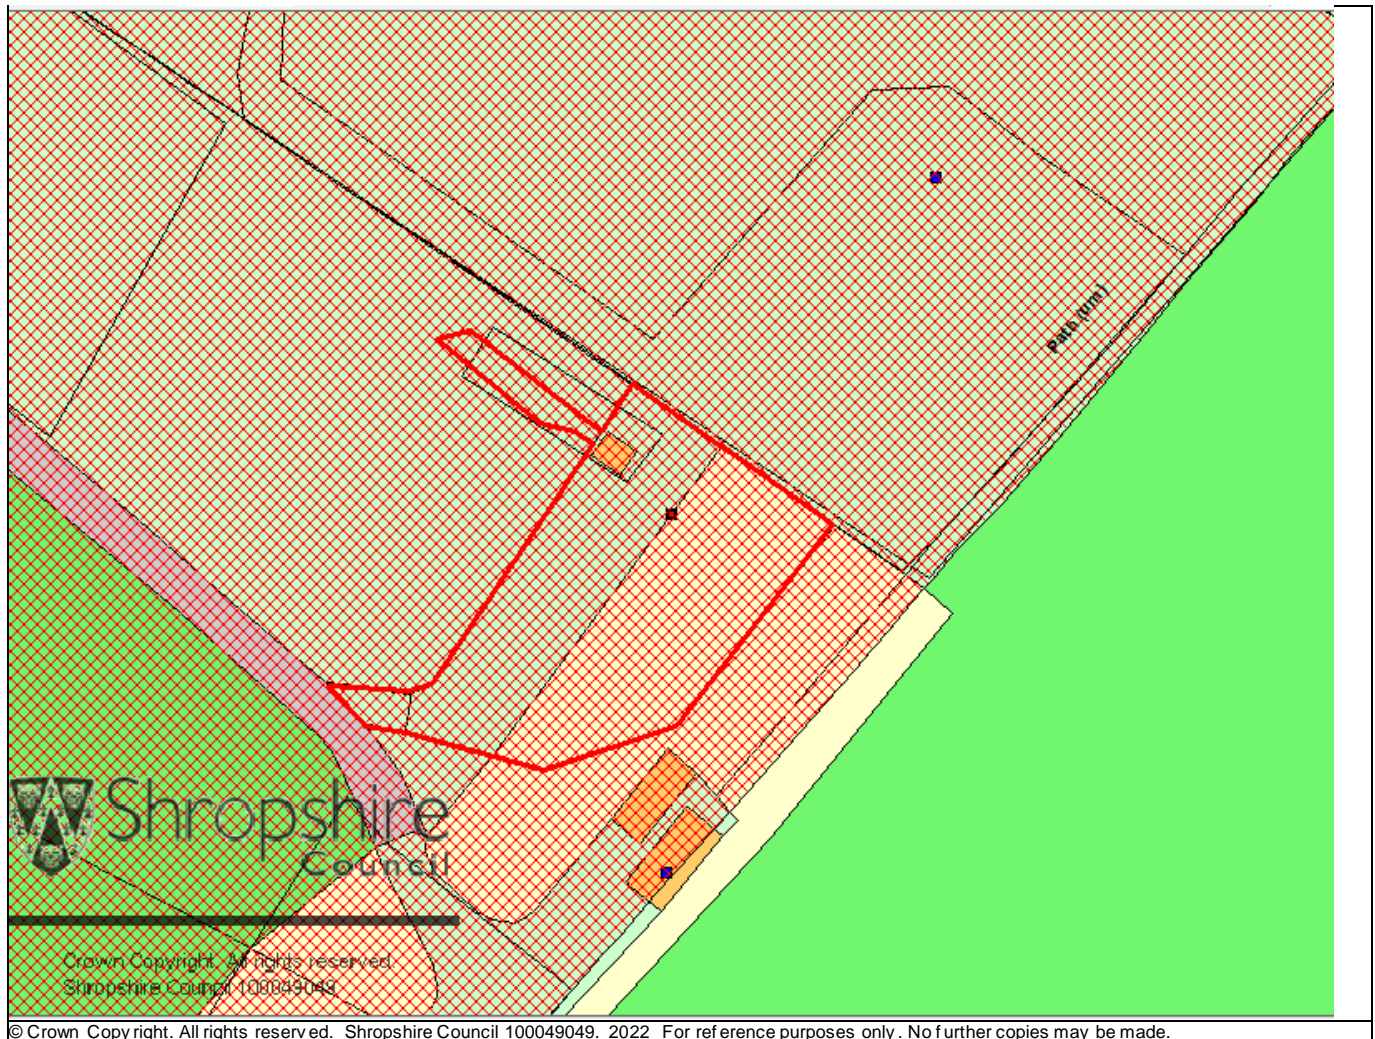 Path (um)
Shropshire
Council
Crown Copyright. All rights reserved.
Shropshire Council 100049049
© Crown Copyright. All rights reserved. Shropshire Council 100049049. 2022 For reference purposes only. No further copies may be made.